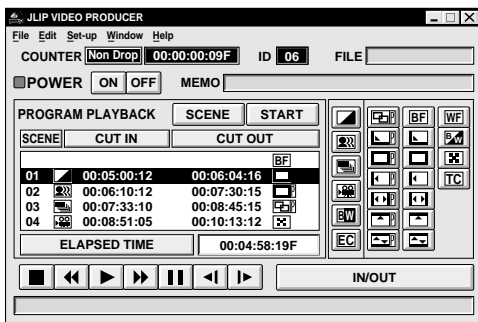 JLIP VIDEO PRODUCER
File Edit Set-up Window Help
COUNTER Non Drop 00:00:00:09F ID 06 FILE
POWER ON OFF MEMO
PROGRAM PLAYBACK SCENE START
SCENE CUT IN CUT OUT
BF
01 00:05:00:12 00:06:04:16
02 00:06:10:12 00:07:30:15 P
03 00:07:33:10 00:08:45:15 P
04 00:08:51:05 00:10:13:12
ELAPSED TIME 00:04:58:19F
P BF WF
P B/W
P
P TC
BW P
P
EC P
IN/OUT